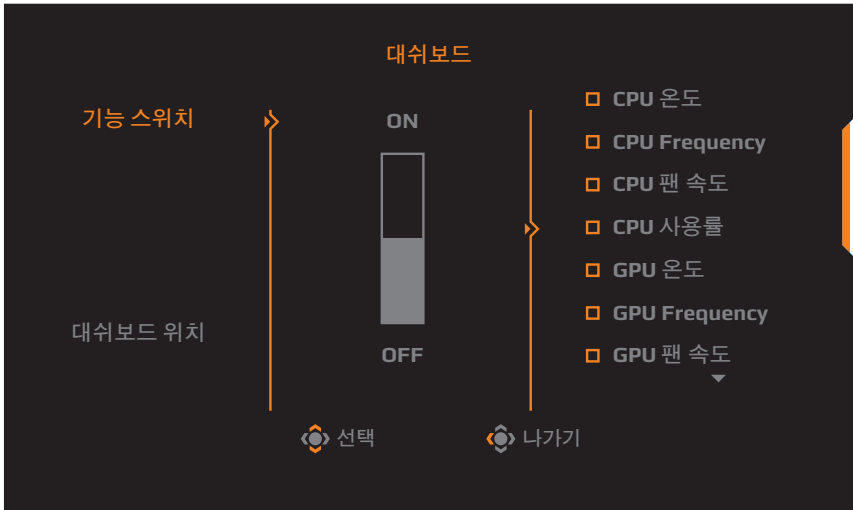 대쉬보드
기능 스위치
대쉬보드 위치
ON
OFF
CPU 온도
CPU Frequency
CPU 팬 속도
CPU 사용률
GPU 온도
GPU Frequency
GPU 팬 속도
선택
나가기